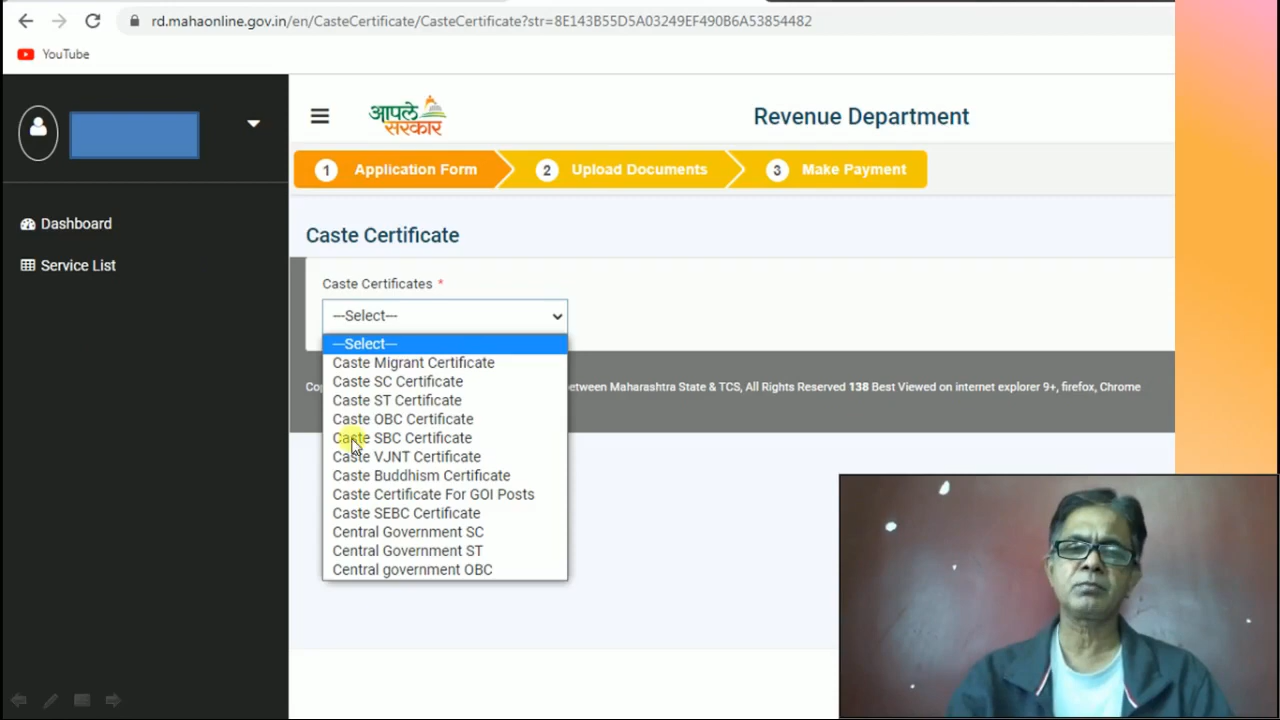 rd.mahaonline.gov.in/en/CasteCertificate/CasteCertificate?str=8E143B55D5A03249EF490B6A53854482
YouTube
आपले
सरकार
Revenue Department
1 Application Form 2 Upload Documents 3 Make Payment
Dashboard
Service List
Caste Certificate
Caste Certificates *
---Select---
---Select---
Caste Migrant Certificate
Caste SC Certificate
Caste ST Certificate
Caste OBC Certificate
Caste SBC Certificate
Caste VJNT Certificate
Caste Buddhism Certificate
Caste Certificate For GOI Posts
Caste SEBC Certificate
Central Government SC
Central Government ST
Central government OBC
between Maharashtra State & TCS, All Rights Reserved 138 Best Viewed on internet explorer 9+, firefox, Chrome